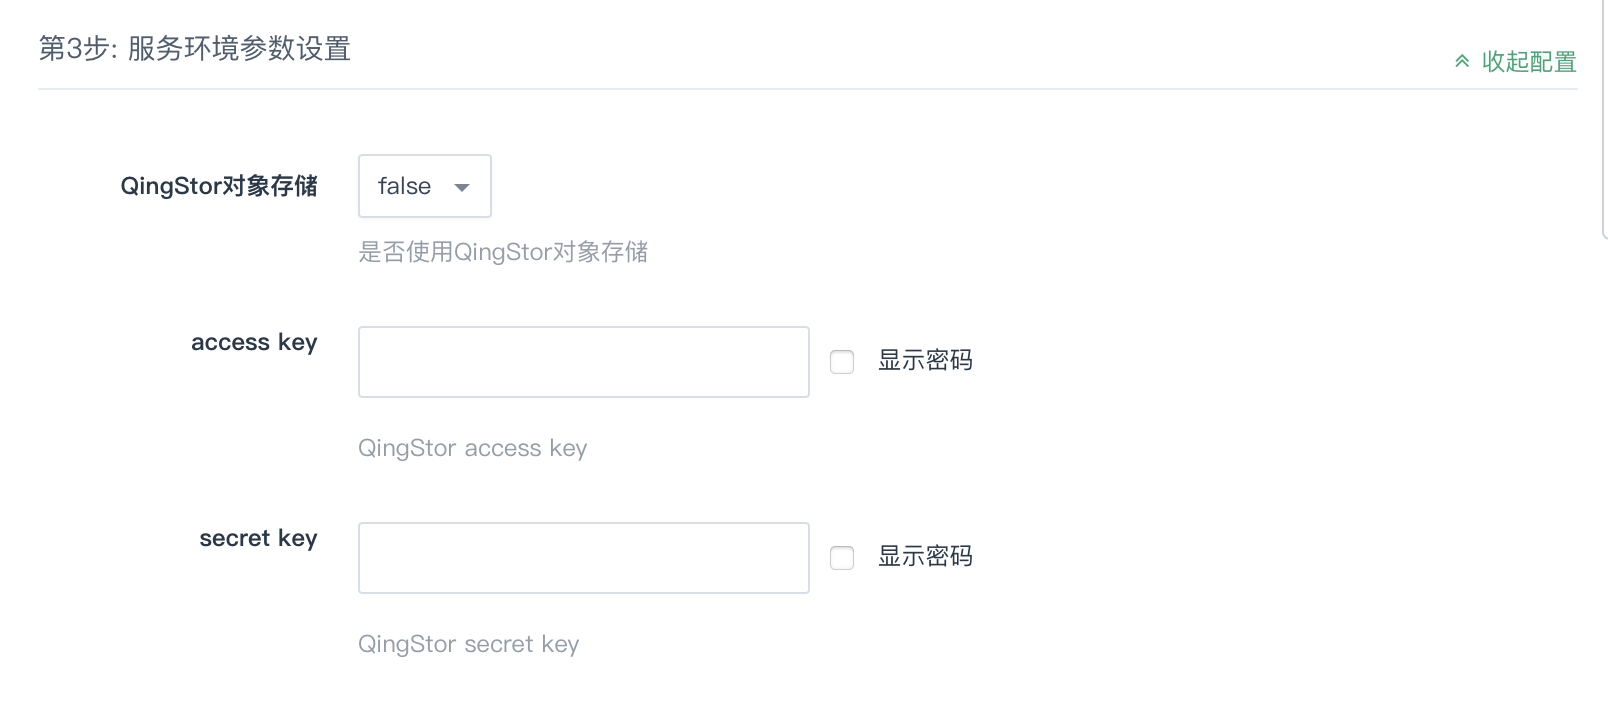 第3步: 服务环境参数设置
收起配置
QingStor对象存储
false
是否使用QingStor对象存储
access key
显示密码
QingStor access key
secret key
显示密码
QingStor secret key